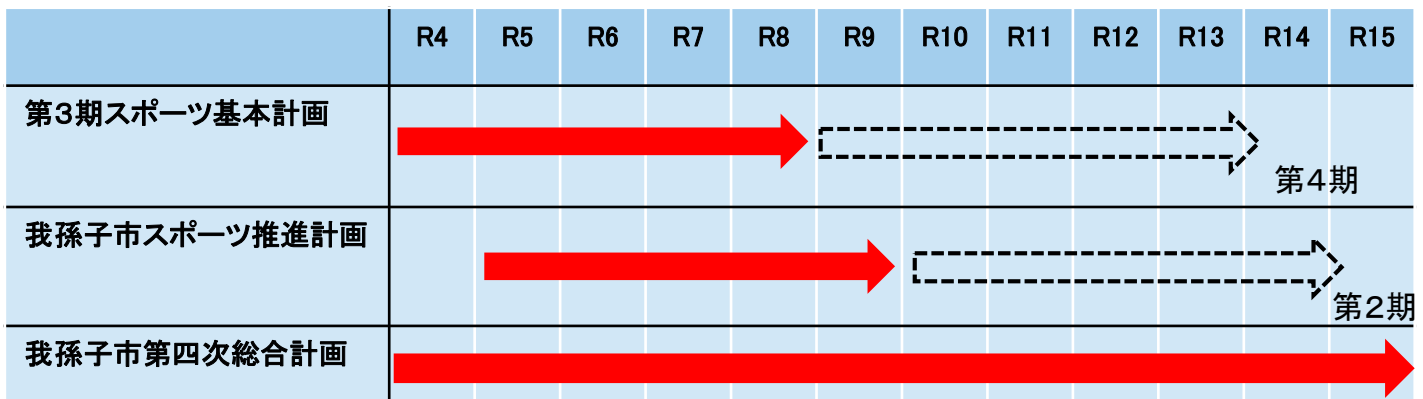 R4 R5 R6 R7 R8 R9 R10 R11 R12 R13 R14 R15
第3期スポーツ基本計画
第4期
我孫子市スポーツ推進計画
第2期
我孫子市第四次総合計画